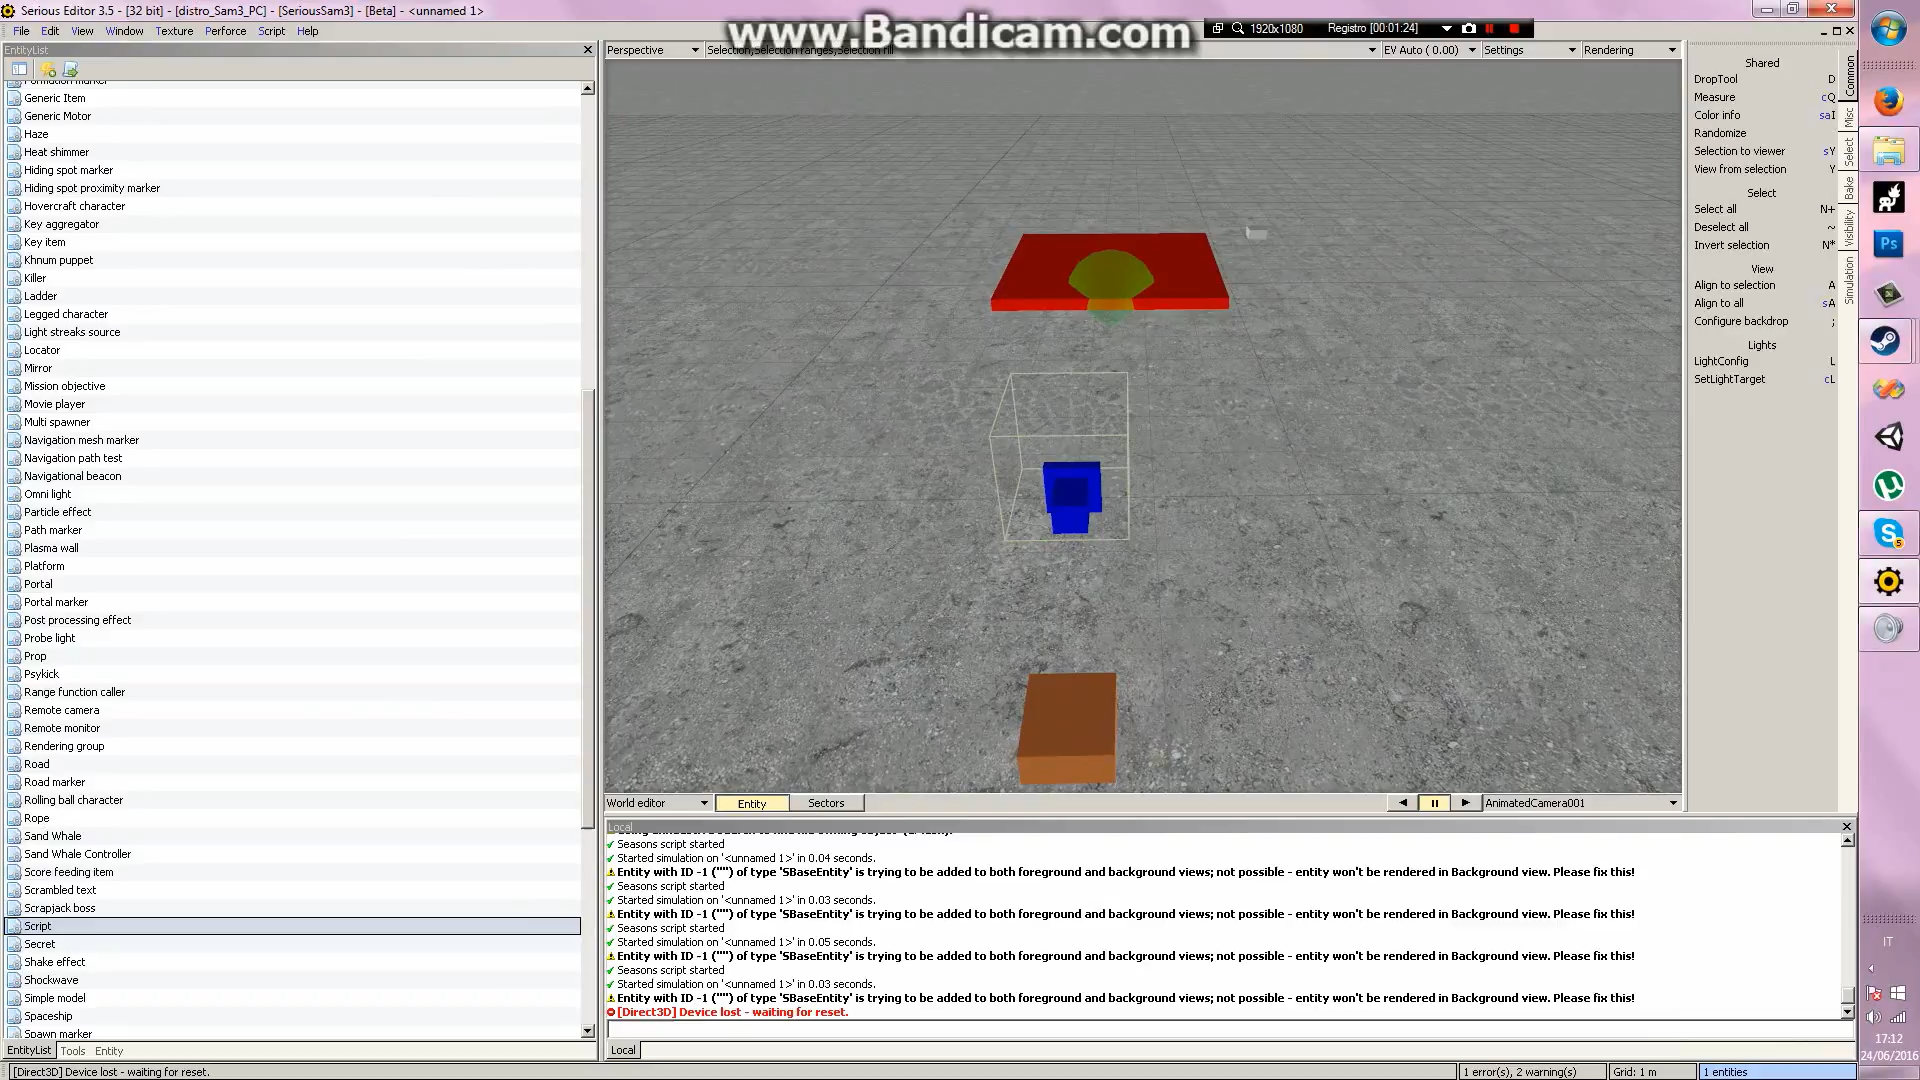 Serious Editor 3.5 - [32 bit] - [distro_Sam3_PC] - [SeriousSam3] - [Beta] - <unnamed 1>
www.Bandicam.com
1920x1080 Registro [00:01:24]
File Edit View Window Texture Perforce Script Help
EntityList
Generic Item
Generic Motor
Haze
Heat shimmer
Hiding spot marker
Hiding spot proximity marker
Hovercraft character
Key aggregator
Key item
Khnum puppet
Killer
Ladder
Legged character
Light streaks source
Locator
Mirror
Mission objective
Movie player
Multi spawner
Navigation mesh marker
Navigation path test
Navigational beacon
Omni light
Particle effect
Path marker
Plasma wall
Platform
Portal
Portal marker
Post processing effect
Probe light
Prop
Psykick
Range function caller
Remote camera
Remote monitor
Rendering group
Road
Road marker
Rolling ball character
Rope
Sand Whale
Sand Whale Controller
Score feeding item
Scrambled text
Scrapjack boss
Script
Secret
Shake effect
Shockwave
Simple model
Spaceship
Spawn marker
EntityList Tools Entity
Perspective Selection,Selection ranges,Selection fill EV Auto ( 0.00) Settings Rendering
World editor Entity Sectors AnimatedCamera001
Local
Seasons script started
Started simulation on '<unnamed 1>' in 0.04 seconds.
Entity with ID -1 ("") of type 'SBaseEntity' is trying to be added to both foreground and background views; not possible - entity won't be rendered in Background view. Please fix this!
Seasons script started
Started simulation on '<unnamed 1>' in 0.03 seconds.
Entity with ID -1 ("") of type 'SBaseEntity' is trying to be added to both foreground and background views; not possible - entity won't be rendered in Background view. Please fix this!
Seasons script started
Started simulation on '<unnamed 1>' in 0.05 seconds.
Entity with ID -1 ("") of type 'SBaseEntity' is trying to be added to both foreground and background views; not possible - entity won't be rendered in Background view. Please fix this!
Seasons script started
Started simulation on '<unnamed 1>' in 0.03 seconds.
Entity with ID -1 ("") of type 'SBaseEntity' is trying to be added to both foreground and background views; not possible - entity won't be rendered in Background view. Please fix this!
[Direct3D] Device lost - waiting for reset.
Local
Shared
DropTool D
Measure cQ
Color info saI
Randomize
Selection to viewer sY
View from selection Y
Select
Select all N+
Deselect all ~
Invert selection N*
View
Align to selection A
Align to all sA
Configure backdrop ;
Lights
LightConfig L
SetLightTarget cL
Common
Misc
Select
Bake
Visibility
Simulation
Ps
S
5
IT
17:12
24/06/2016
[Direct3D] Device lost - waiting for reset.
1 error(s), 2 warning(s) Grid: 1 m 1 entities